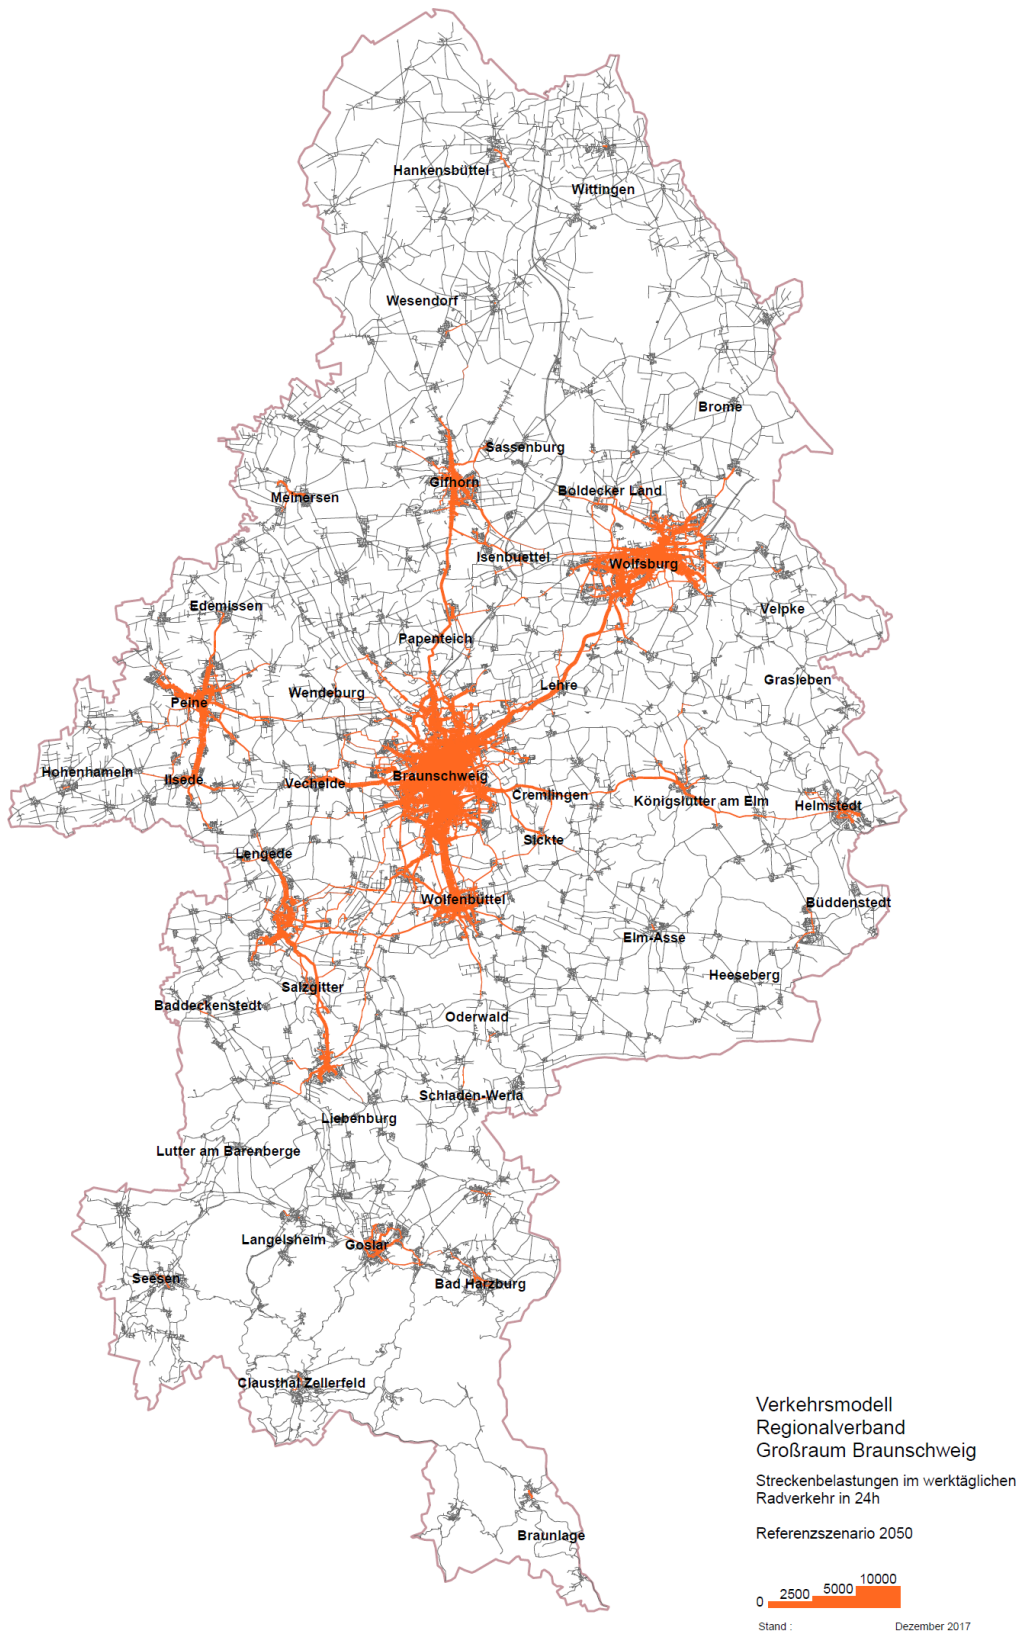 Hankensbüttel
Wittingen
Wesendorf
Brome
Sassenburg
Gifhorn
Meinersen
Boldecker Land
Isenbuettel
Wolfsburg
Edemissen
Velpke
Papenteich
Grasleben
Lehre
Wendeburg
Peine
Hohenhameln
Ilsede
Vechelde
Braunschweig
Cremlingen
Königslutter am Elm
Helmstedt
Sickte
Lengede
Wolfenbüttel
Büddenstedt
Elm-Asse
Heeseberg
Salzgitter
Baddeckenstedt
Oderwald
Schladen-Werla
Liebenburg
Lutter am Barenberge
Langelsheim
Goslar
Seesen
Bad Harzburg
Clausthal Zellerfeld
Braunlage
Verkehrsmodell
Regionalverband
Großraum Braunschweig
Streckenbelastungen im werktäglichen
Radverkehr in 24h
Referenzszenario 2050
0 2500 5000 10000
Stand : Dezember 2017